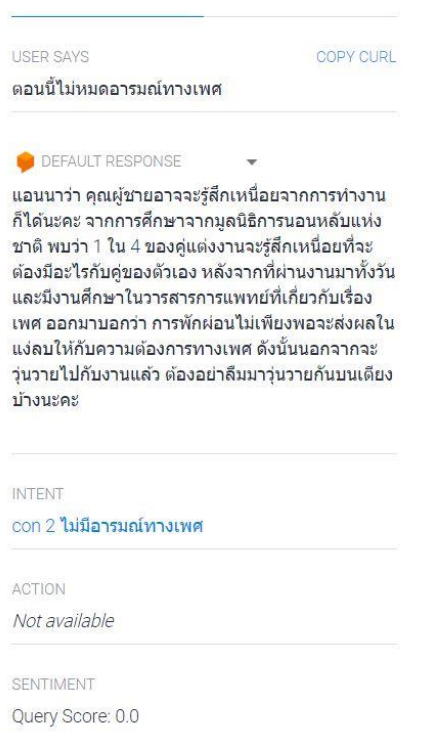 USER SAYS COPY CURL
ตอนนี้ไม่หมดอารมณ์ทางเพศ
DEFAULT RESPONSE
แอนนาว่า คุณผู้ชายอาจจะรู้สึกเหนื่อยจากการทำงาน
ก็ได้นะคะ จากการศึกษาจากมูลนิธิการนอนหลับแห่ง
ชาติ พบว่า 1 ใน 4 ของคู่แต่งงานจะรู้สึกเหนื่อยที่จะ
ต้องมีอะไรกับคู่ของตัวเอง หลังจากที่ผ่านงานมาทั้งวัน
และมีงานศึกษาในวารสารการแพทย์ที่เกี่ยวกับเรื่อง
เพศ ออกมาบอกว่า การพักผ่อนไม่เพียงพอจะส่งผลใน
แง่ลบให้กับความต้องการทางเพศ ดังนั้นนอกจากจะ
วุ่นวายไปกับงานแล้ว ต้องอย่าลืมมาวุ่นวายกันบนเตียง
บ้างนะคะ
INTENT
con 2 ไม่มีอารมณ์ทางเพศ
ACTION
Not available
SENTIMENT
Query Score: 0.0